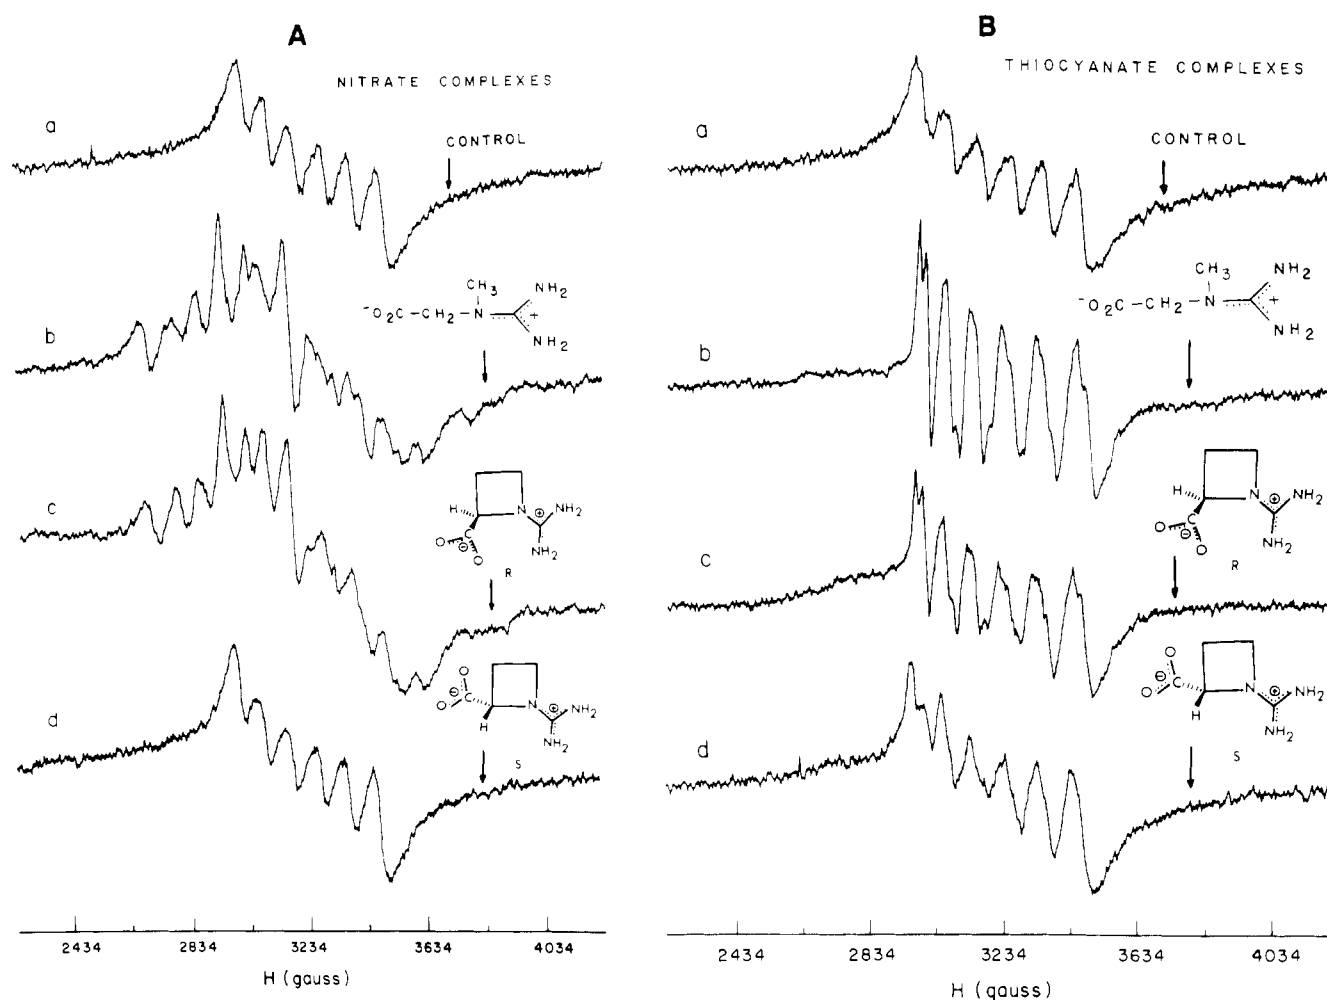 A
NITRATE COMPLEXES
a
CONTROL
b
CH3
-O2C-CH2-N
NH2
+
NH2
c
H
N
⊕
NH2
C
O
⊖
O
NH2
R
d
O
⊖
C
O
N
⊕
NH2
H
NH2
S
2434 2834 3234 3634 4034
H (gauss)
B
THIOCYANATE COMPLEXES
a
CONTROL
b
CH3
-O2C-CH2-N
NH2
+
NH2
c
H
N
⊕
NH2
C
O
⊖
O
NH2
R
d
O
⊖
C
O
N
⊕
NH2
H
NH2
S
2434 2834 3234 3634 4034
H (gauss)